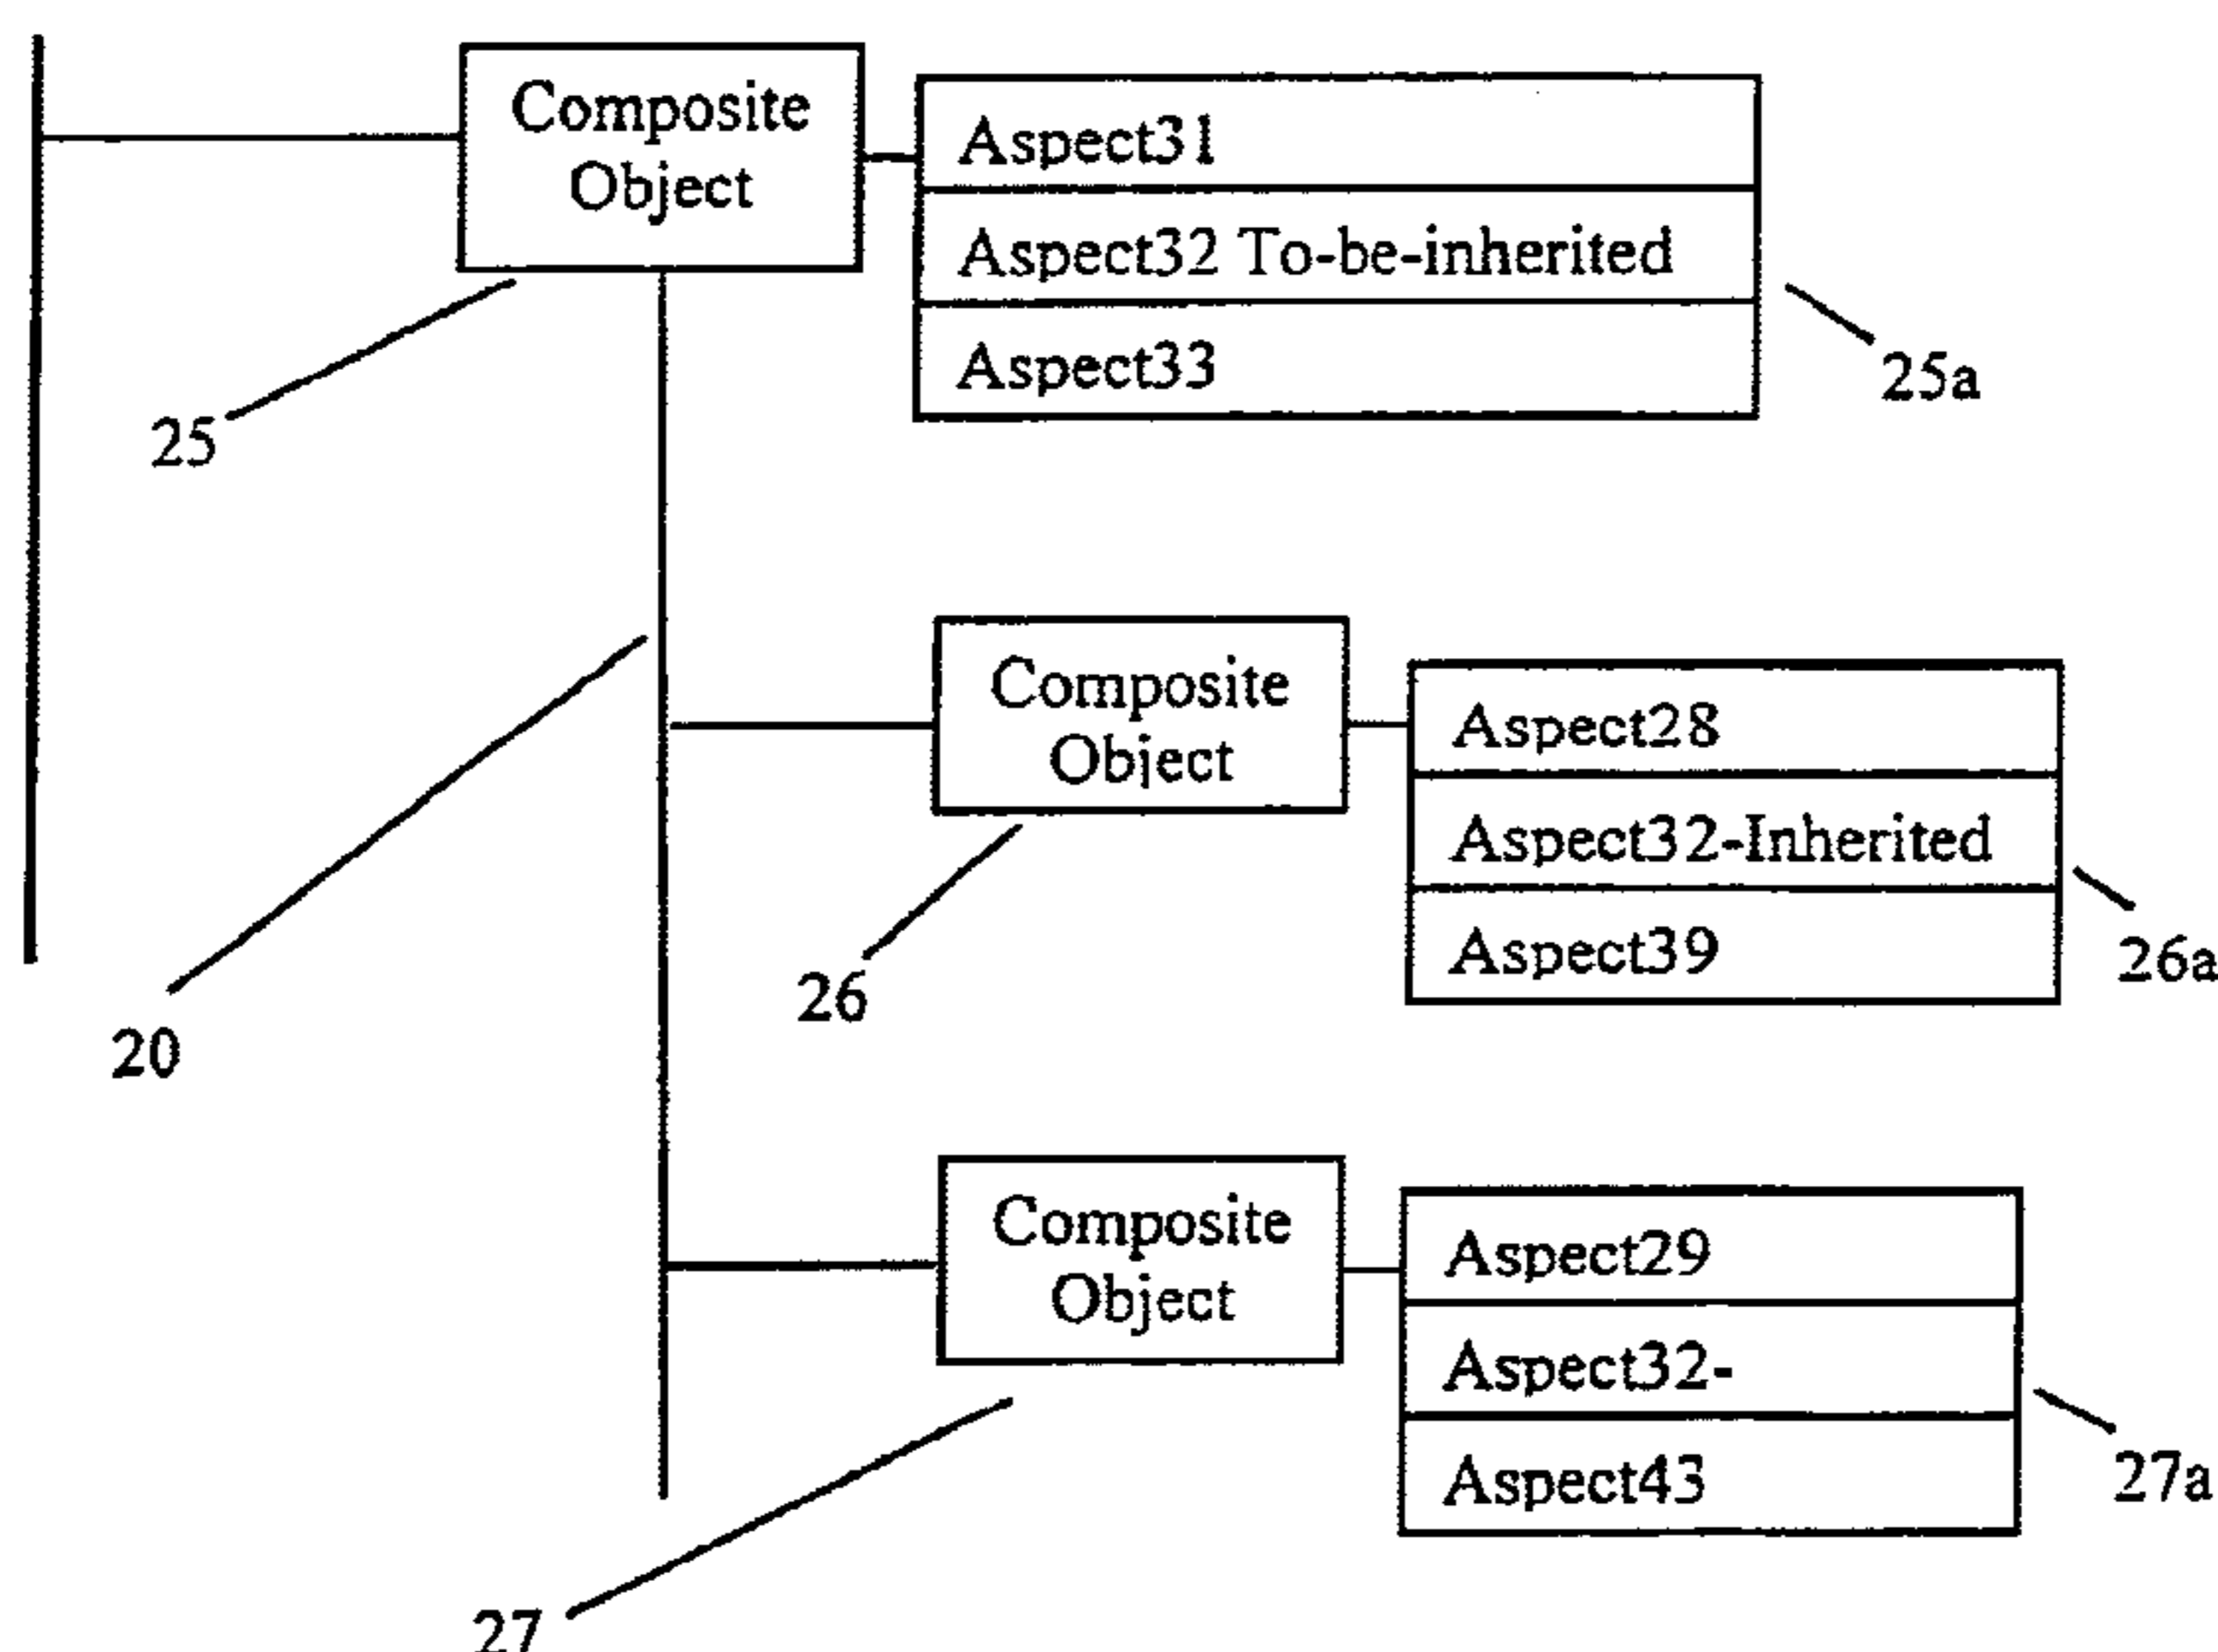 Composite
Object
Aspect31
Aspect32 To-be-inherited
Aspect33
25a
25
Composite
Object
Aspect28
Aspect32-Inherited
Aspect39
26a
26
20
Composite
Object
Aspect29
Aspect32-
Aspect43
27a
27